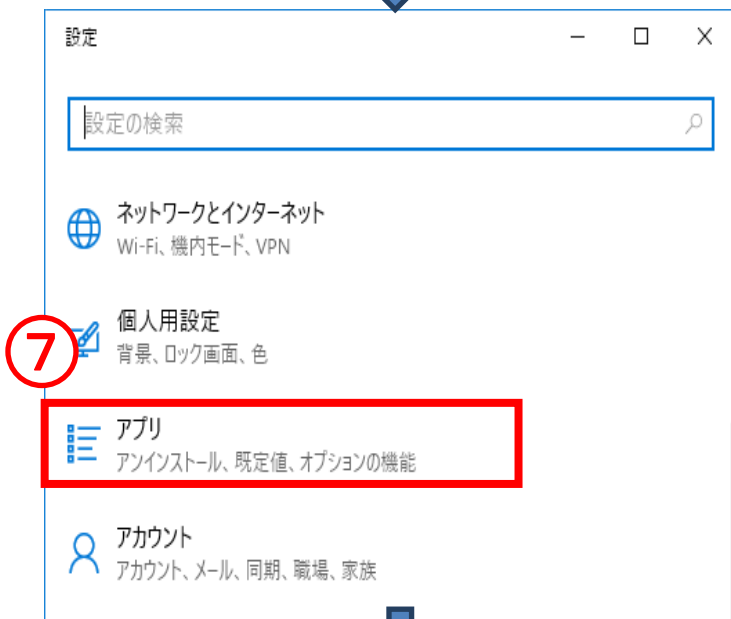 設定
設定の検索
ネットワークとインターネット
Wi-Fi、機内モード、VPN
個人用設定
⑦
背景、ロック画面、色
アプリ
アンインストール、既定値、オプションの機能
アカウント
アカウント、メール、同期、職場、家族